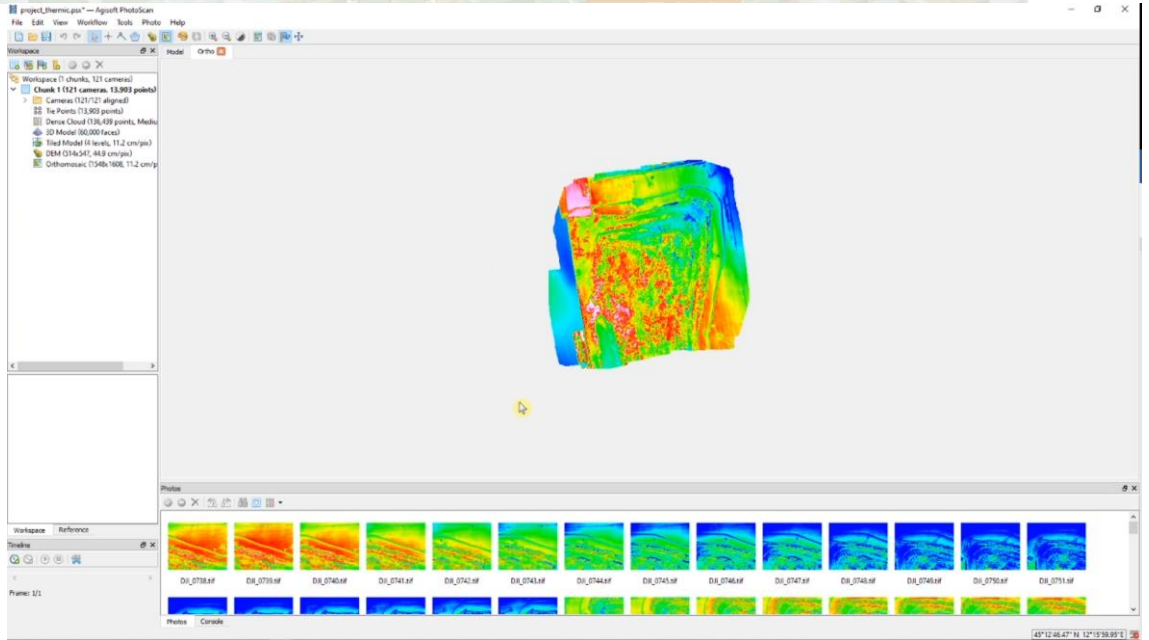 project_thermic.psx* — Agisoft PhotoScan
File Edit View Workflow Tools Photo Help
Workspace
Model Ortho
Workspace (1 chunks, 121 cameras)
Chunk 1 (121 cameras, 13,903 points)
Cameras (121/121 aligned)
Tie Points (13,903 points)
Dense Cloud (136,439 points, Mediu
3D Model (60,000 faces)
Tiled Model (4 levels, 11.2 cm/pix)
DEM (514x547, 44.9 cm/pix)
Orthomosaic (1548x1608, 11.2 cm/p
Photos
Workspace Reference
Timeline
Frame: 1/1
DJI_0738.tif DJI_0739.tif DJI_0740.tif DJI_0741.tif DJI_0742.tif DJI_0743.tif DJI_0744.tif DJI_0745.tif DJI_0746.tif DJI_0747.tif DJI_0748.tif DJI_0749.tif DJI_0750.tif DJI_0751.tif
Photos Console
45°12'46.47" N 12°15'59.95" E